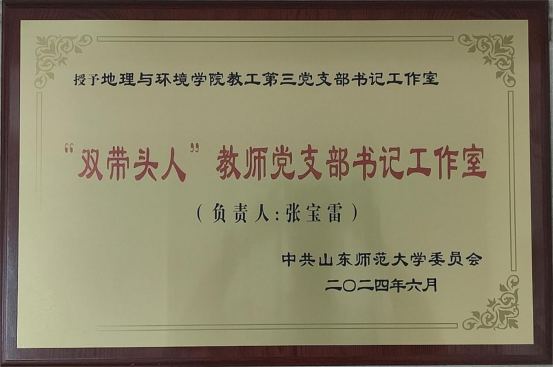 授予地理与环境学院教工第三党支部书记工作室
“双带头人”教师党支部书记工作室
(负责人:张宝雷)
中共山东师范大学委员会
二〇二四年六月